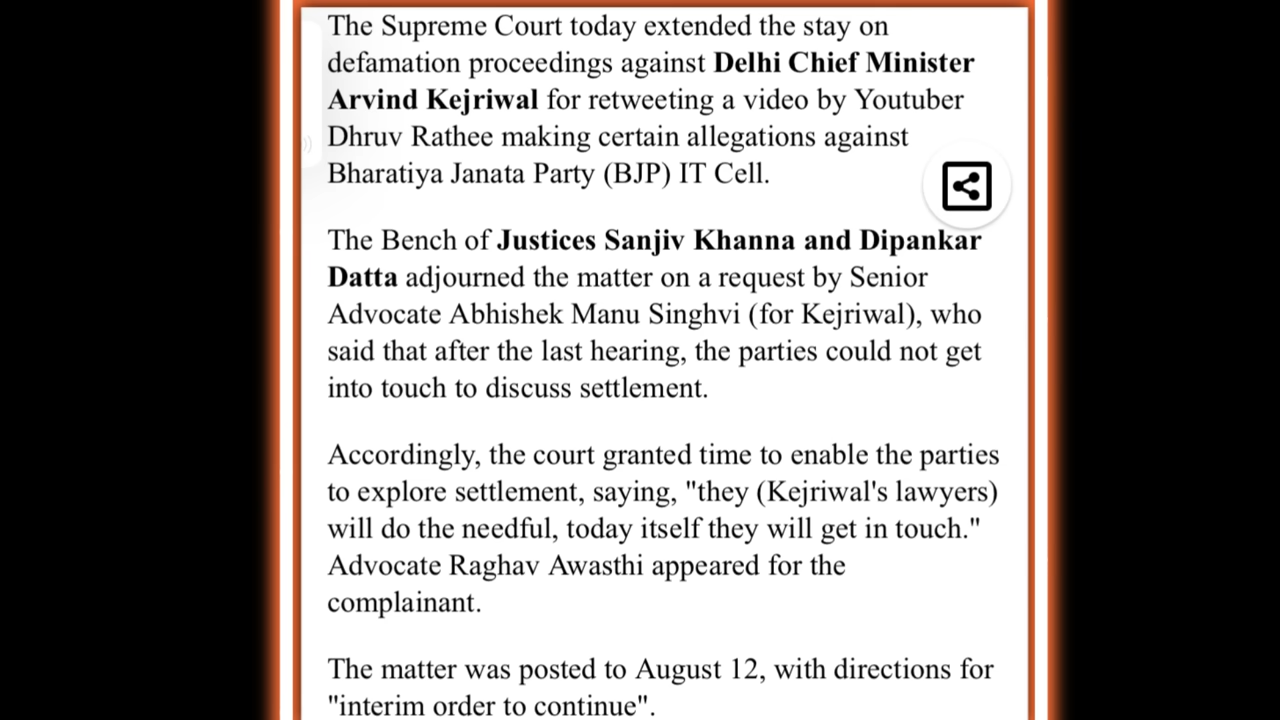 The Supreme Court today extended the stay on
defamation proceedings against Delhi Chief Minister
Arvind Kejriwal for retweeting a video by Youtuber
Dhruv Rathee making certain allegations against
Bharatiya Janata Party (BJP) IT Cell.
The Bench of Justices Sanjiv Khanna and Dipankar
Datta adjourned the matter on a request by Senior
Advocate Abhishek Manu Singhvi (for Kejriwal), who
said that after the last hearing, the parties could not get
into touch to discuss settlement.
Accordingly, the court granted time to enable the parties
to explore settlement, saying, "they (Kejriwal's lawyers)
will do the needful, today itself they will get in touch."
Advocate Raghav Awasthi appeared for the
complainant.
The matter was posted to August 12, with directions for
"interim order to continue".